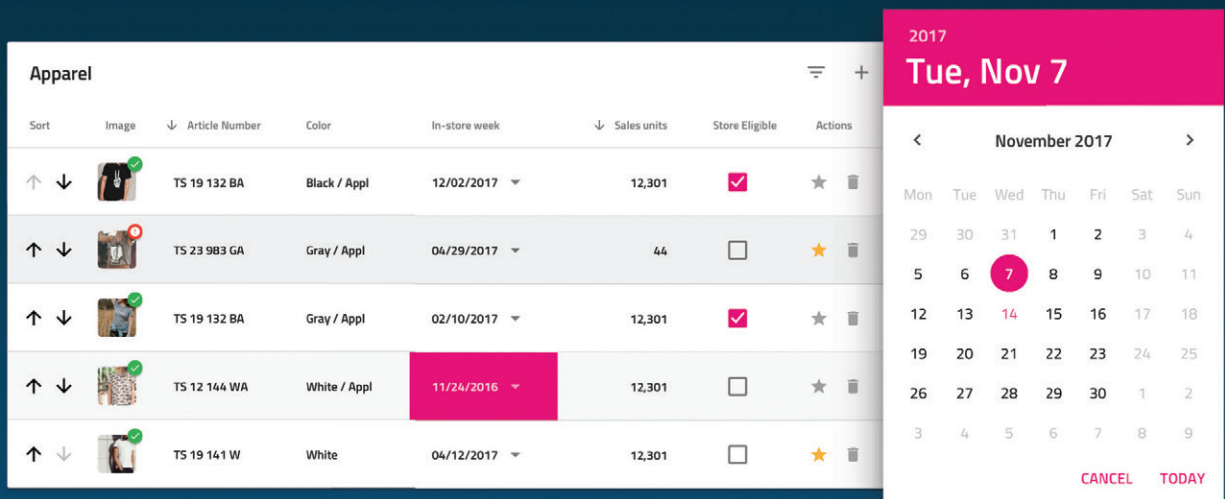 Apparel
Sort Image Article Number Color In-store week Sales units Store Eligible Actions
TS 19 132 BA Black / Appl 12/02/2017 12,301
TS 23 983 GA Gray / Appl 04/29/2017 44
TS 19 132 BA Gray / Appl 02/10/2017 12,301
TS 12 144 WA White / Appl 11/24/2016 12,301
TS 19 141 W White 04/12/2017 12,301
2017
Tue, Nov 7
November 2017
Mon Tue Wed Thu Fri Sat Sun
29 30 31 1 2 3 4
5 6 7 8 9 10 11
12 13 14 15 16 17 18
19 20 21 22 23 24 25
26 27 28 29 30 1 2
3 4 5 6 7 8 9
CANCEL TODAY